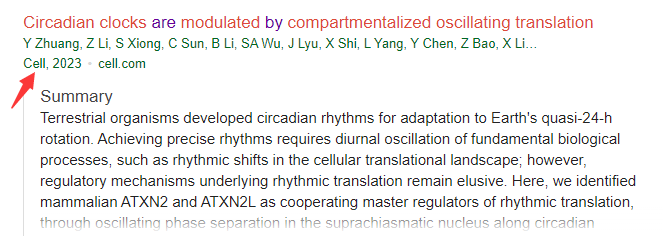 Circadian clocks are modulated by compartmentalized oscillating translation
Y Zhuang, Z Li, S Xiong, C Sun, B Li, SA Wu, J Lyu, X Shi, L Yang, Y Chen, Z Bao, X Li...
Cell, 2023 • cell.com
Summary
Terrestrial organisms developed circadian rhythms for adaptation to Earth's quasi-24-h
rotation. Achieving precise rhythms requires diurnal oscillation of fundamental biological
processes, such as rhythmic shifts in the cellular translational landscape; however,
regulatory mechanisms underlying rhythmic translation remain elusive. Here, we identified
mammalian ATXN2 and ATXN2L as cooperating master regulators of rhythmic translation,
through oscillating phase separation in the suprachiasmatic nucleus along circadian